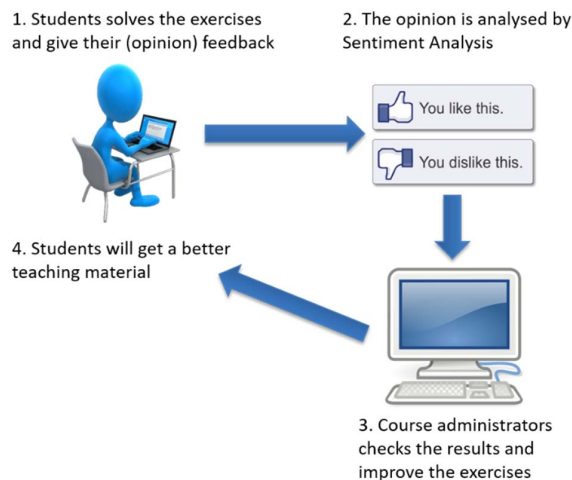 1. Students solves the exercises
and give their (opinion) feedback
2. The opinion is analysed by
Sentiment Analysis
You like this.
You dislike this.
3. Course administrators
checks the results and
improve the exercises
4. Students will get a better
teaching material